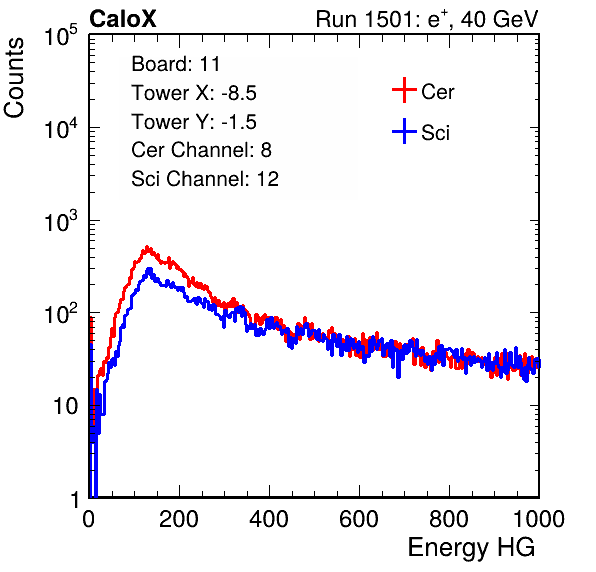 CaloX Run 1501: e⁺, 40 GeV
Counts
10⁵
10⁴
10³
10²
10
1
Board: 11
Tower X: -8.5
Tower Y: -1.5
Cer Channel: 8
Sci Channel: 12
Cer
Sci
0 200 400 600 800 1000
Energy HG